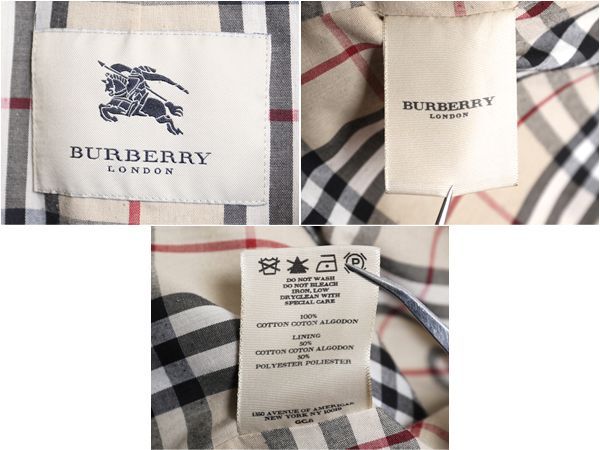 BURBERRY
LONDON
BURBERRY
LONDON
P
DO NOT WASH
DO NOT BLEACH
IRON, LOW
DRYCLEAN WITH
SPECIAL CARE
100%
COTTON COTON ALGODON
LINING
50%
COTTON COTON ALGODON
50%
POLYESTER POLIESTER
1350 AVENUE OF AMERICAS
NEW YORK NY 10019